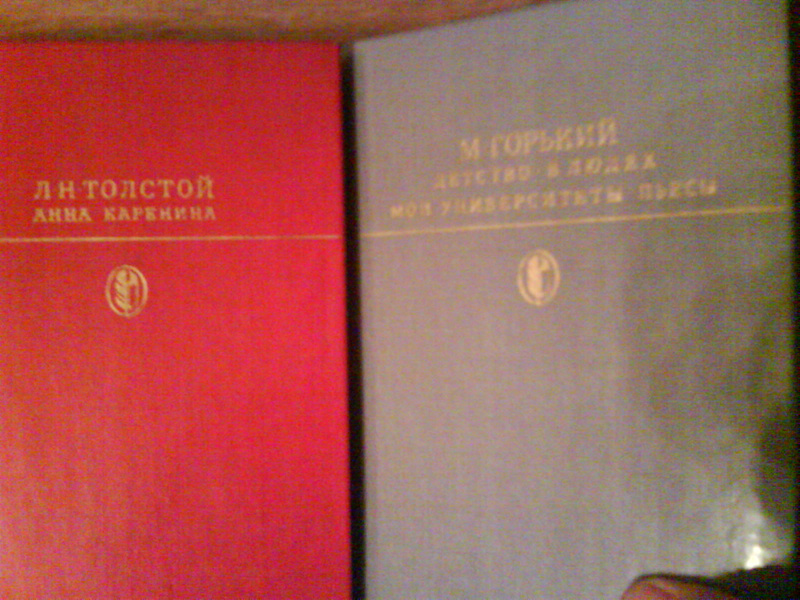 Л Н·ТОЛСТОЙ
АННА КАРЕНИНА
М·ГОРЬКИЙ
ДЕТСТВО В ЛЮДЯХ
МОИ УНИВЕРСИТЕТЫ ПЬЕСЫ